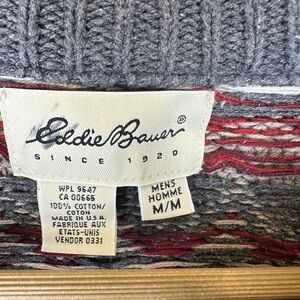 Eddie Bauer®
SINCE 1920
WPL 9647
CA 00665
100% COTTON/
COTON
MADE IN U.S.A.
FABRIQUE AUX
ETATS-UNIS
VENDOR 0331
MENS
HOMME
M/M